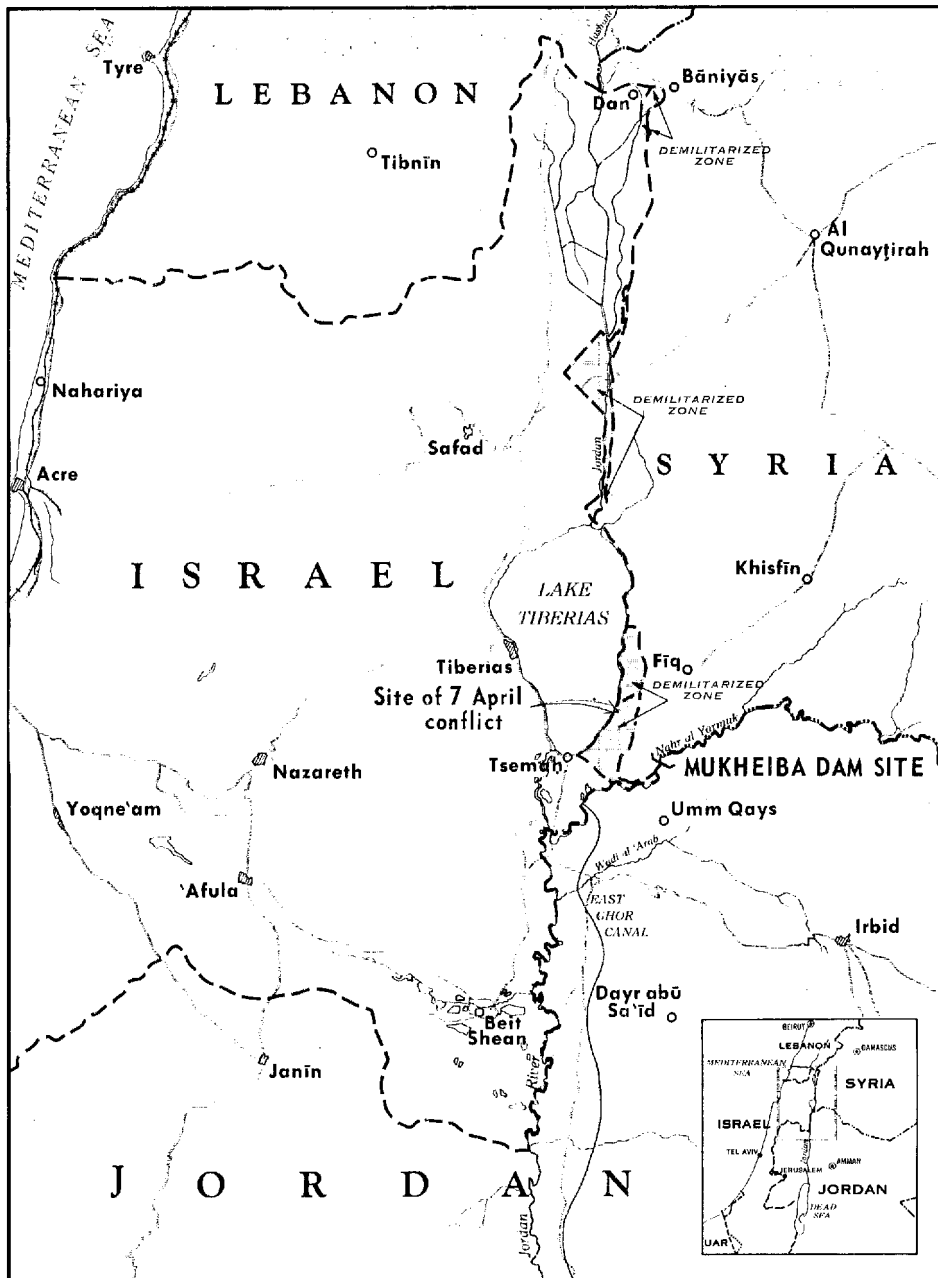 MEDITERRANEAN SEA
Tyre
LEBANON
Tibnīn
Hasbani
Dan
Bāniyās
DEMILITARIZED
ZONE
Al
Qunayţirah
Nahariya
Acre
Safad
Jordan
DEMILITARIZED
ZONE
SYRIA
ISRAEL
LAKE
TIBERIAS
Khisfīn
Tiberias
Fīq
DEMILITARIZED
ZONE
Site of 7 April
conflict
Nahr al Yarmuk
Tsemah
MUKHEIBA DAM SITE
Nazareth
Yoqne'am
Umm Qays
Wadi al 'Arab
'Afula
EAST
GHOR
CANAL
Irbid
Dayr abū
Sa'īd
Beit
Shean
Janīn
River
Jordan
JORDAN
BEIRUT
LEBANON
DAMASCUS
MEDITERRANEAN
SEA
SYRIA
ISRAEL
TEL AVIV
Jordan
AMMAN
JERUSALEM
JORDAN
DEAD
SEA
UAR